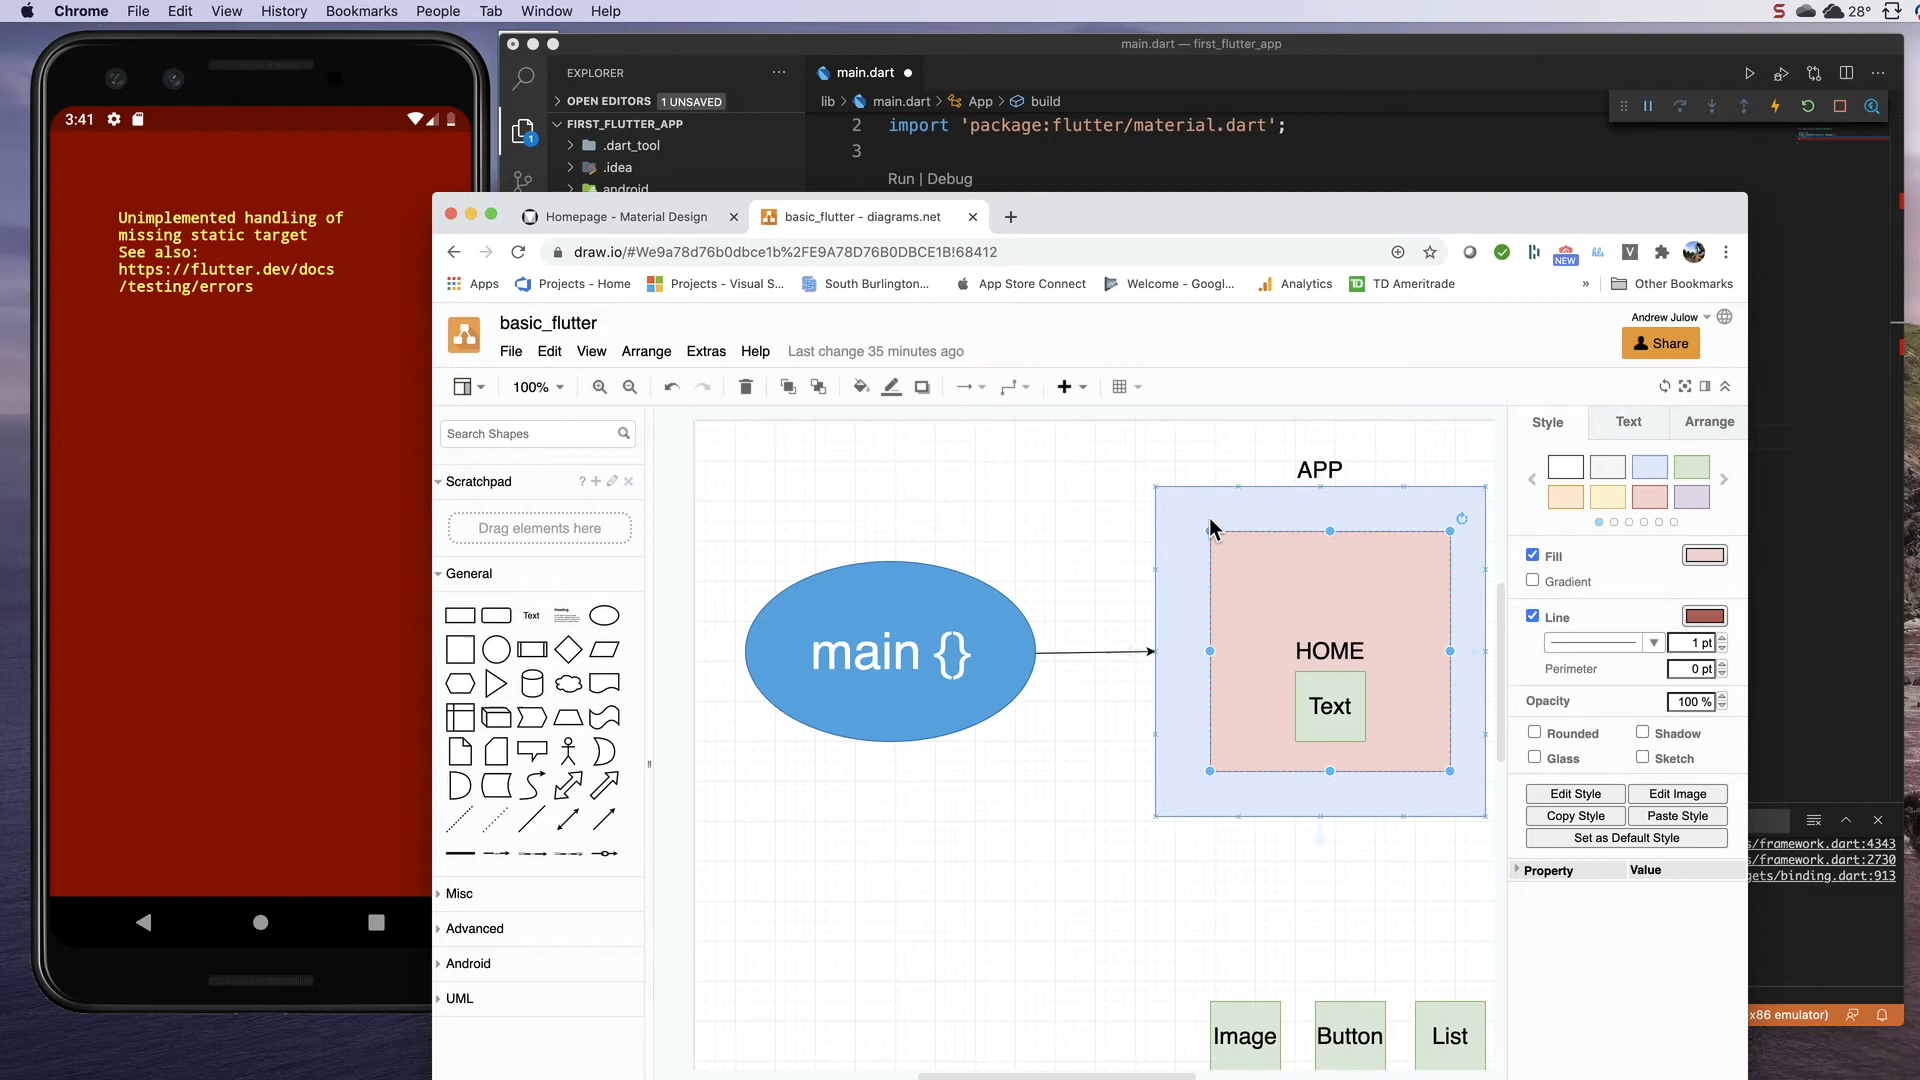 Chrome File Edit View History Bookmarks People Tab Window Help
28°
3:41
Unimplemented handling of
missing static target
See also:
https://flutter.dev/docs
/testing/errors
main.dart — first_flutter_app
EXPLORER
main.dart
OPEN EDITORS 1 UNSAVED
lib main.dart App build
FIRST_FLUTTER_APP
2 import 'package:flutter/material.dart';
1
.dart_tool
3
.idea
Run | Debug
android
Homepage - Material Design
basic_flutter - diagrams.net
draw.io/#We9a78d76b0dbce1b%2FE9A78D76B0DBCE1B!68412
NEW
Apps Projects - Home Projects - Visual S... South Burlington... App Store Connect Welcome - Googl... Analytics TD Ameritrade » Other Bookmarks
basic_flutter
Andrew Julow
File Edit View Arrange Extras Help Last change 35 minutes ago
Share
100%
Search Shapes
Scratchpad
Drag elements here
General
Text
Heading
Misc
Advanced
Android
UML
APP
main {}
HOME
Text
Image Button List
Style Text Arrange
Fill
Gradient
Line
1 pt
Perimeter 0 pt
Opacity 100 %
Rounded Shadow
Glass Sketch
Edit Style Edit Image
Copy Style Paste Style
Set as Default Style
Property Value
s/framework.dart:4343
s/framework.dart:2730
gets/binding.dart:913
x86 emulator)